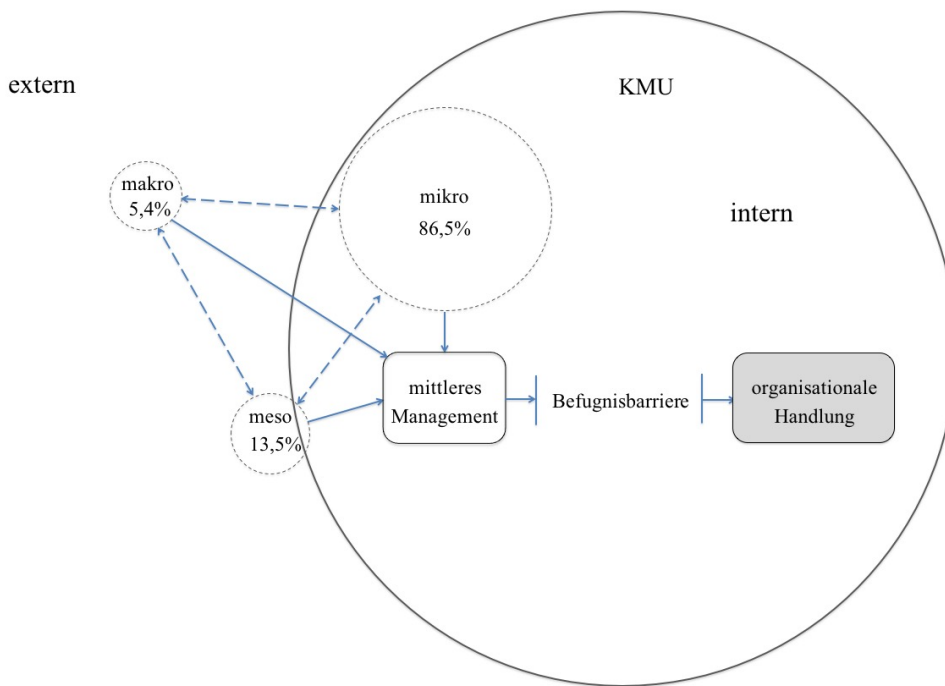 extern
KMU
makro
5,4%
mikro
86,5%
intern
meso
13,5%
mittleres
Management
Befugnisbarriere
organisationale
Handlung